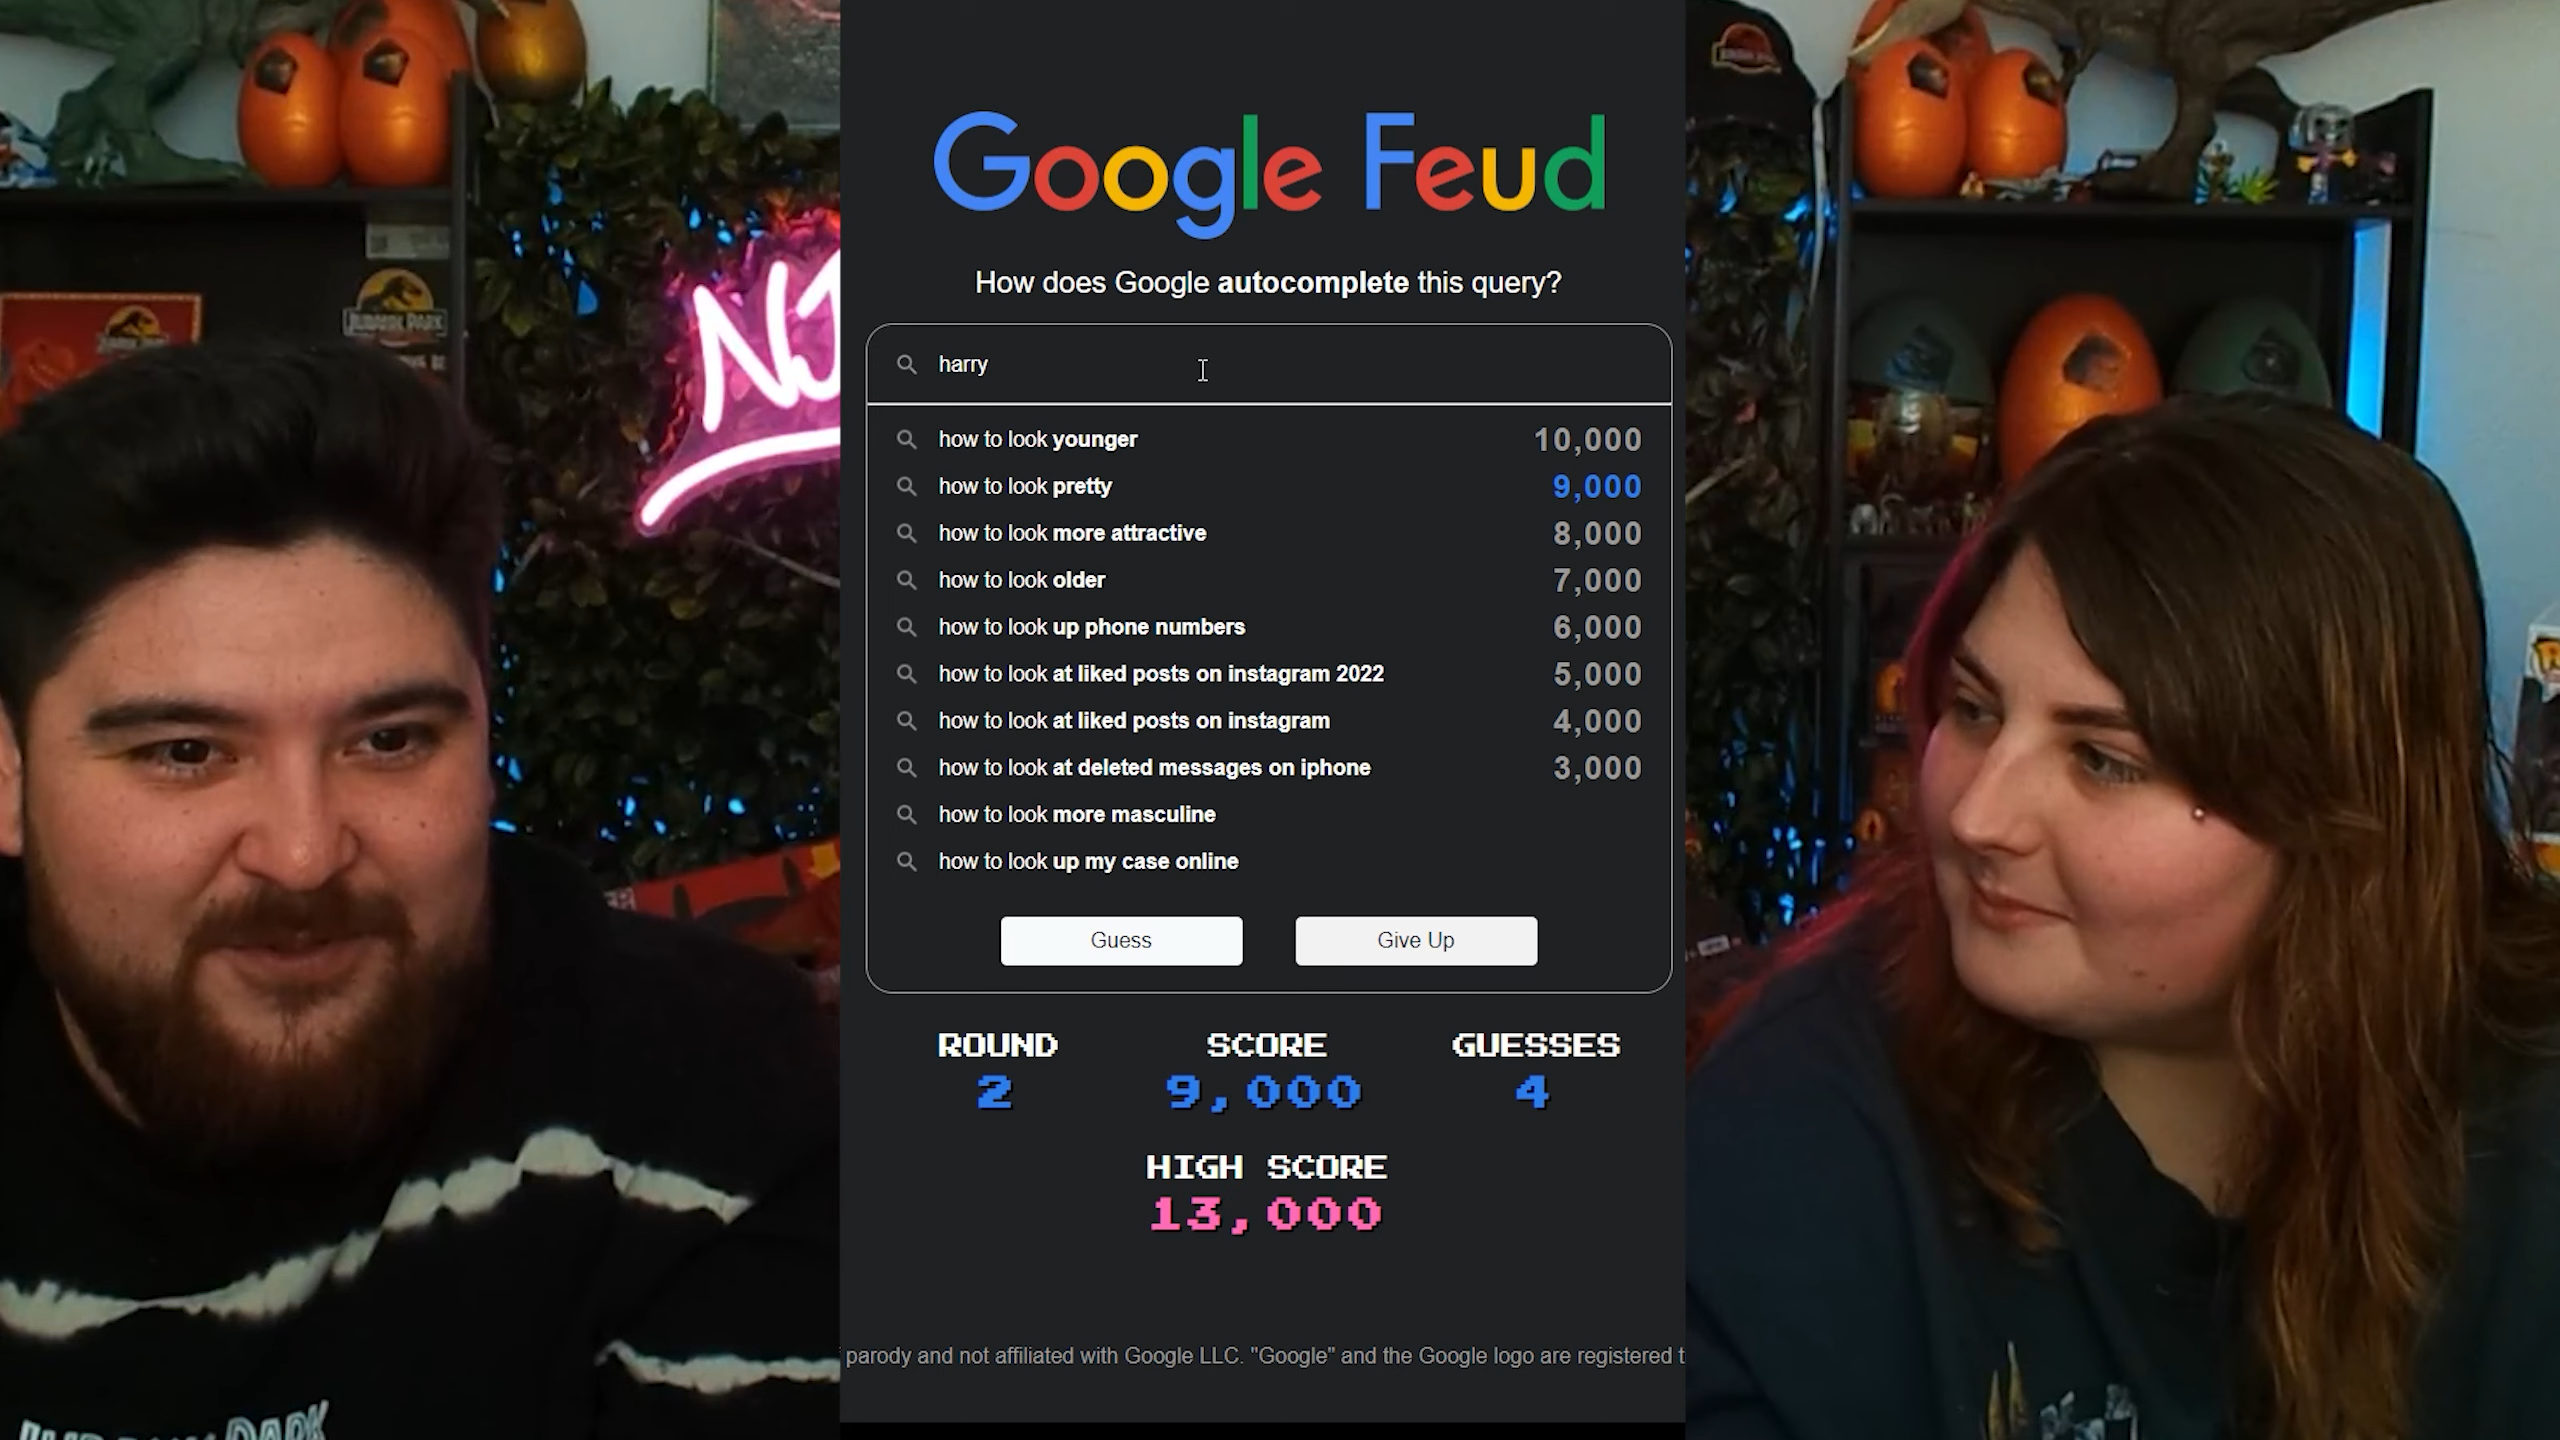 Google Feud
How does Google autocomplete this query?
harry
how to look younger 10,000
how to look pretty 9,000
how to look more attractive 8,000
how to look older 7,000
how to look up phone numbers 6,000
how to look at liked posts on instagram 2022 5,000
how to look at liked posts on instagram 4,000
how to look at deleted messages on iphone 3,000
how to look more masculine
how to look up my case online
Guess Give Up
ROUND SCORE GUESSES
2 9,000 4
HIGH SCORE
13,000
parody and not affiliated with Google LLC. "Google" and the Google logo are registered t
JURASSIC PARK